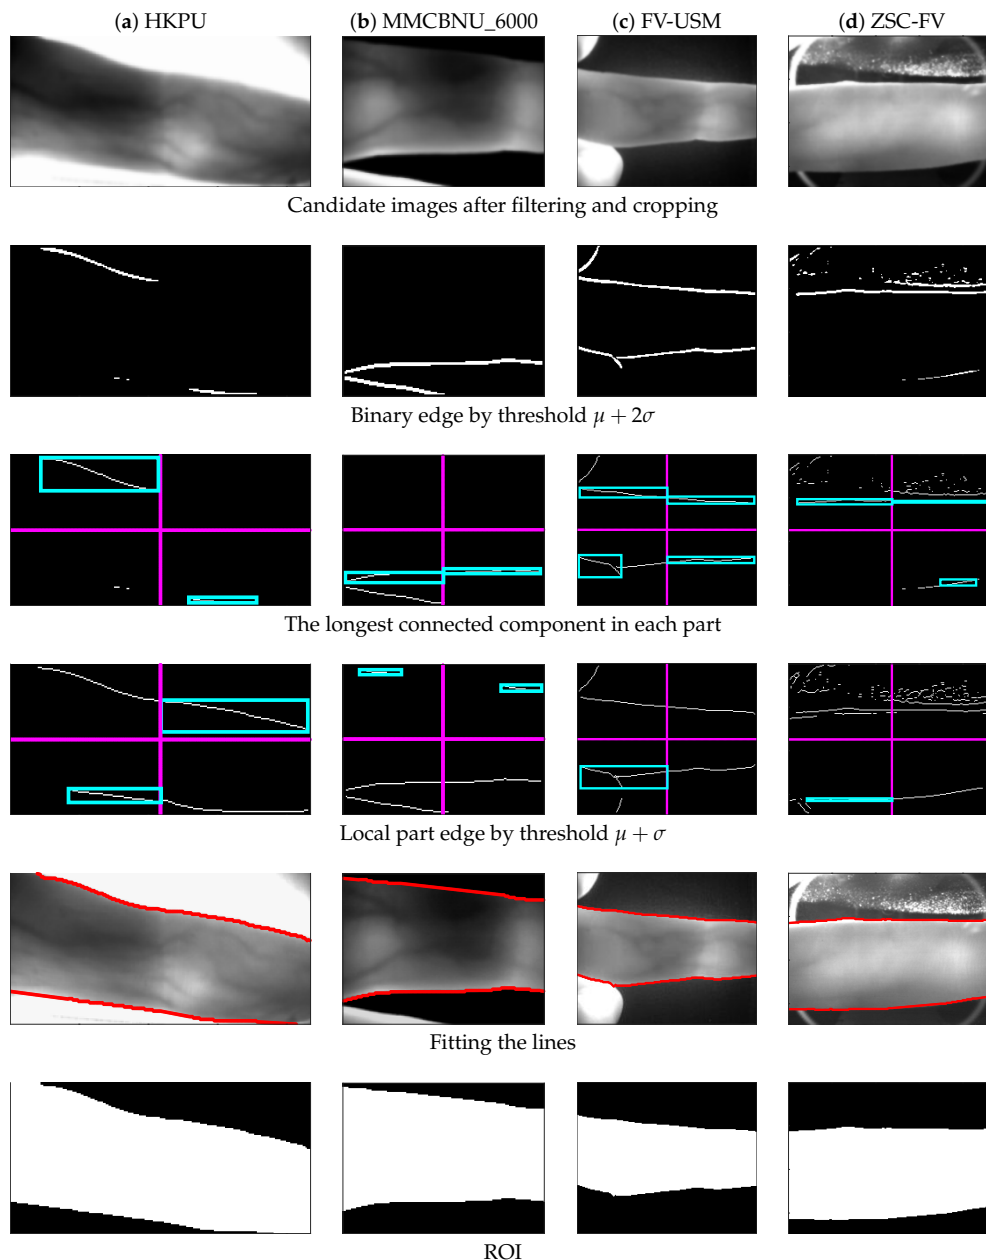 (a) HKPU (b) MMCBNU_6000 (c) FV-USM (d) ZSC-FV
Candidate images after filtering and cropping
Binary edge by threshold μ + 2σ
The longest connected component in each part
Local part edge by threshold μ + σ
Fitting the lines
ROI